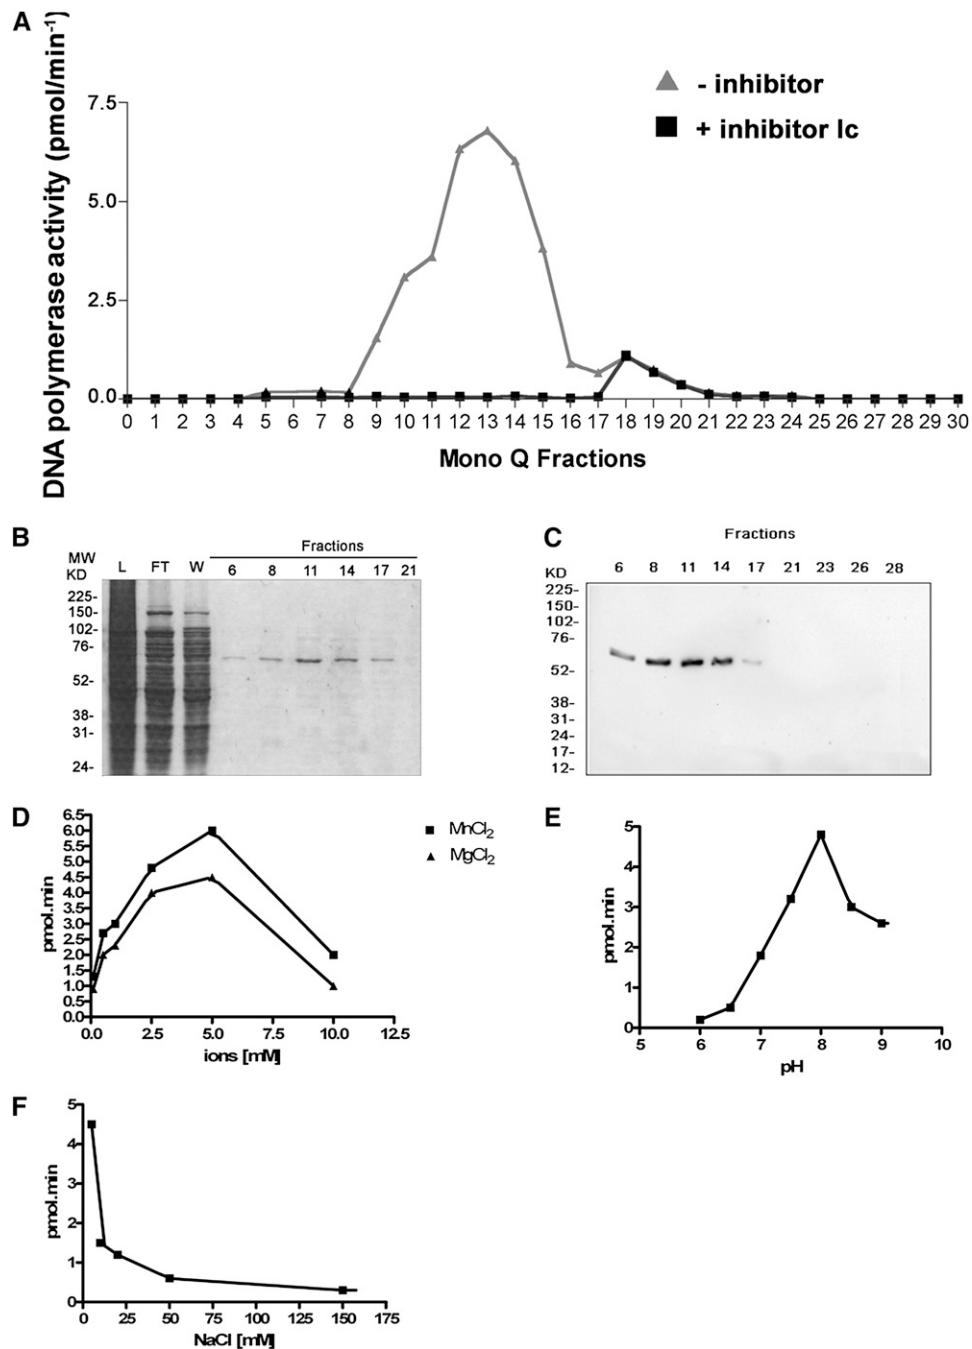 A
DNA polymerase activity (pmol/min⁻¹)
7.5
5.0
2.5
0.0
- inhibitor
+ inhibitor Ic
0 1 2 3 4 5 6 7 8 9 10 11 12 13 14 15 16 17 18 19 20 21 22 23 24 25 26 27 28 29 30
Mono Q Fractions
B
Fractions
MW
KD
L FT W 6 8 11 14 17 21
225-
150-
102-
76-
52-
38-
31-
24-
C
Fractions
KD
6 8 11 14 17 21 23 26 28
225-
150-
102-
76-
52-
38-
31-
24-
17-
12-
D
pmol.min
6.5
6.0
5.5
5.0
4.5
4.0
3.5
3.0
2.5
2.0
1.5
1.0
0.5
0.0
0.0 2.5 5.0 7.5 10.0 12.5
ions [mM]
MnCl₂
MgCl₂
E
pmol.min
5
4
3
2
1
0
5 6 7 8 9 10
pH
F
pmol.min
5
4
3
2
1
0
0 25 50 75 100 125 150 175
NaCl [mM]